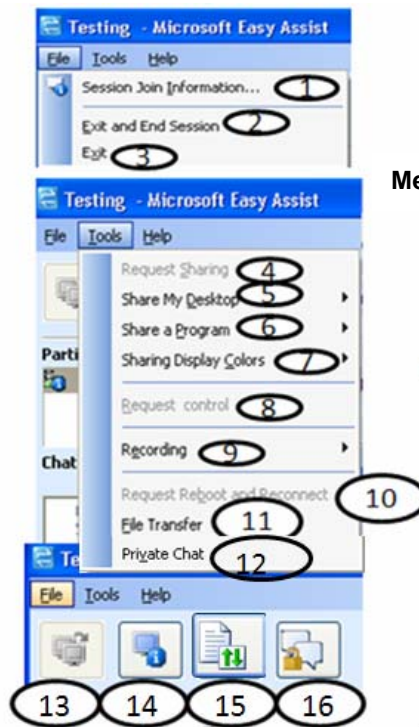 Testing - Microsoft Easy Assist
File Tools Help
Session Join Information... 1
Exit and End Session 2
Exit 3
Me
Testing - Microsoft Easy Assist
File Tools Help
Request Sharing 4
Share My Desktop 5
Share a Program 6
Parti
Sharing Display Colors 7
Request control 8
Recording 9
Chat
Request Reboot and Reconnect 10
File Transfer 11
Private Chat 12
Te
File Tools Help
13 14 15 16